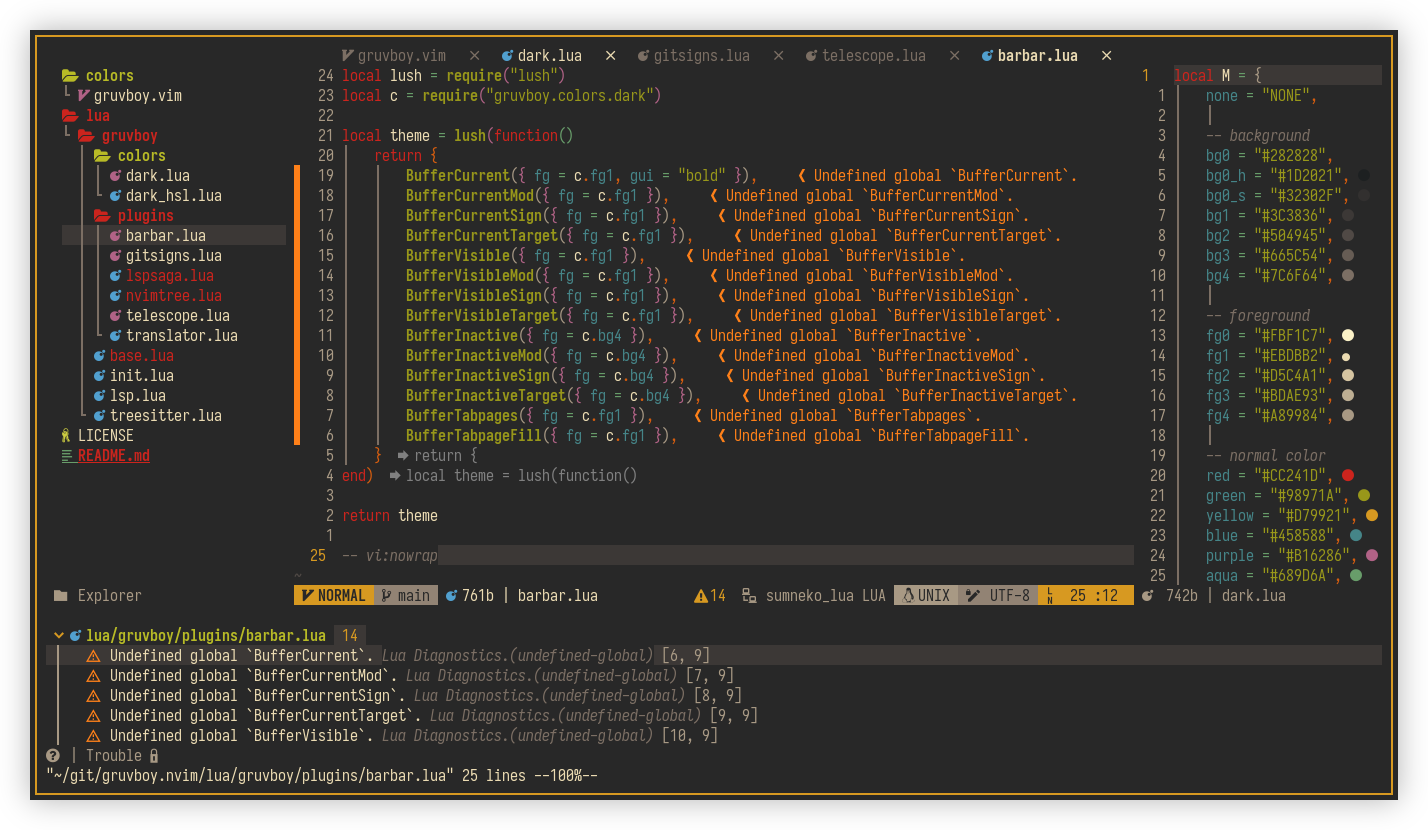 gruvboy.vim × dark.lua × gitsigns.lua × telescope.lua × barbar.lua ×
colors
gruvboy.vim
lua
gruvboy
colors
dark.lua
dark_hsl.lua
plugins
barbar.lua
gitsigns.lua
lspsaga.lua
nvimtree.lua
telescope.lua
translator.lua
base.lua
init.lua
lsp.lua
treesitter.lua
LICENSE
README.md
Explorer
24 local lush = require("lush")
23 local c = require("gruvboy.colors.dark")
22
21 local theme = lush(function()
20 return {
19 BufferCurrent({ fg = c.fg1, gui = "bold" }), ❮ Undefined global `BufferCurrent`.
18 BufferCurrentMod({ fg = c.fg1 }), ❮ Undefined global `BufferCurrentMod`.
17 BufferCurrentSign({ fg = c.fg1 }), ❮ Undefined global `BufferCurrentSign`.
16 BufferCurrentTarget({ fg = c.fg1 }), ❮ Undefined global `BufferCurrentTarget`.
15 BufferVisible({ fg = c.fg1 }), ❮ Undefined global `BufferVisible`.
14 BufferVisibleMod({ fg = c.fg1 }), ❮ Undefined global `BufferVisibleMod`.
13 BufferVisibleSign({ fg = c.fg1 }), ❮ Undefined global `BufferVisibleSign`.
12 BufferVisibleTarget({ fg = c.fg1 }), ❮ Undefined global `BufferVisibleTarget`.
11 BufferInactive({ fg = c.bg4 }), ❮ Undefined global `BufferInactive`.
10 BufferInactiveMod({ fg = c.bg4 }), ❮ Undefined global `BufferInactiveMod`.
9 BufferInactiveSign({ fg = c.bg4 }), ❮ Undefined global `BufferInactiveSign`.
8 BufferInactiveTarget({ fg = c.bg4 }), ❮ Undefined global `BufferInactiveTarget`.
7 BufferTabpages({ fg = c.fg1 }), ❮ Undefined global `BufferTabpages`.
6 BufferTabpageFill({ fg = c.fg1 }), ❮ Undefined global `BufferTabpageFill`.
5 } ➡ return {
4 end) ➡ local theme = lush(function()
3
2 return theme
1
25 -- vi:nowrap
~
NORMAL main 761b | barbar.lua 14 sumneko_lua LUA UNIX UTF-8 LN 25 :12
1 local M = {
1 none = "NONE",
2
3 -- background
4 bg0 = "#282828",
5 bg0_h = "#1D2021",
6 bg0_s = "#32302F",
7 bg1 = "#3C3836",
8 bg2 = "#504945",
9 bg3 = "#665C54",
10 bg4 = "#7C6F64",
11
12 -- foreground
13 fg0 = "#FBF1C7",
14 fg1 = "#EBDBB2",
15 fg2 = "#D5C4A1",
16 fg3 = "#BDAE93",
17 fg4 = "#A89984",
18
19 -- normal color
20 red = "#CC241D",
21 green = "#98971A",
22 yellow = "#D79921",
23 blue = "#458588",
24 purple = "#B16286",
25 aqua = "#689D6A",
742b | dark.lua
lua/gruvboy/plugins/barbar.lua 14
Undefined global `BufferCurrent`. Lua Diagnostics.(undefined-global) [6, 9]
Undefined global `BufferCurrentMod`. Lua Diagnostics.(undefined-global) [7, 9]
Undefined global `BufferCurrentSign`. Lua Diagnostics.(undefined-global) [8, 9]
Undefined global `BufferCurrentTarget`. Lua Diagnostics.(undefined-global) [9, 9]
Undefined global `BufferVisible`. Lua Diagnostics.(undefined-global) [10, 9]
? | Trouble
"~/git/gruvboy.nvim/lua/gruvboy/plugins/barbar.lua" 25 lines --100%--